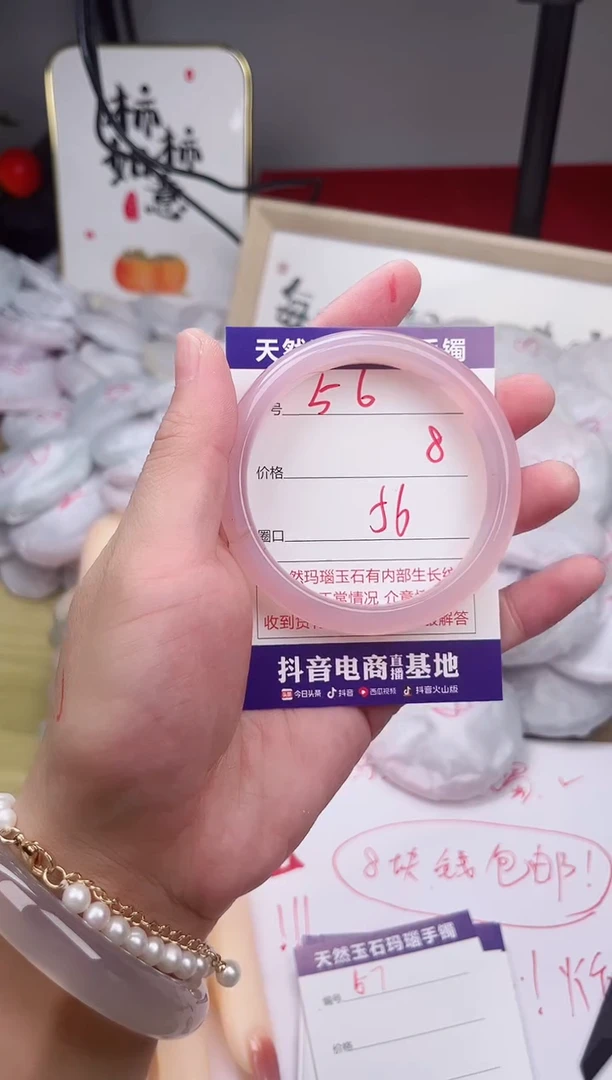 柿柿
如意
天然 手镯
号 56
8
价格
圈口 56
然玛瑙玉石有内部生长纹
正常情况 介意
收到货 解答
抖音电商直播基地
今日头条 抖音 西瓜视频 抖音火山版
8块钱包邮!
!!!
天然玉石玛瑙手镯
编号 57
价格